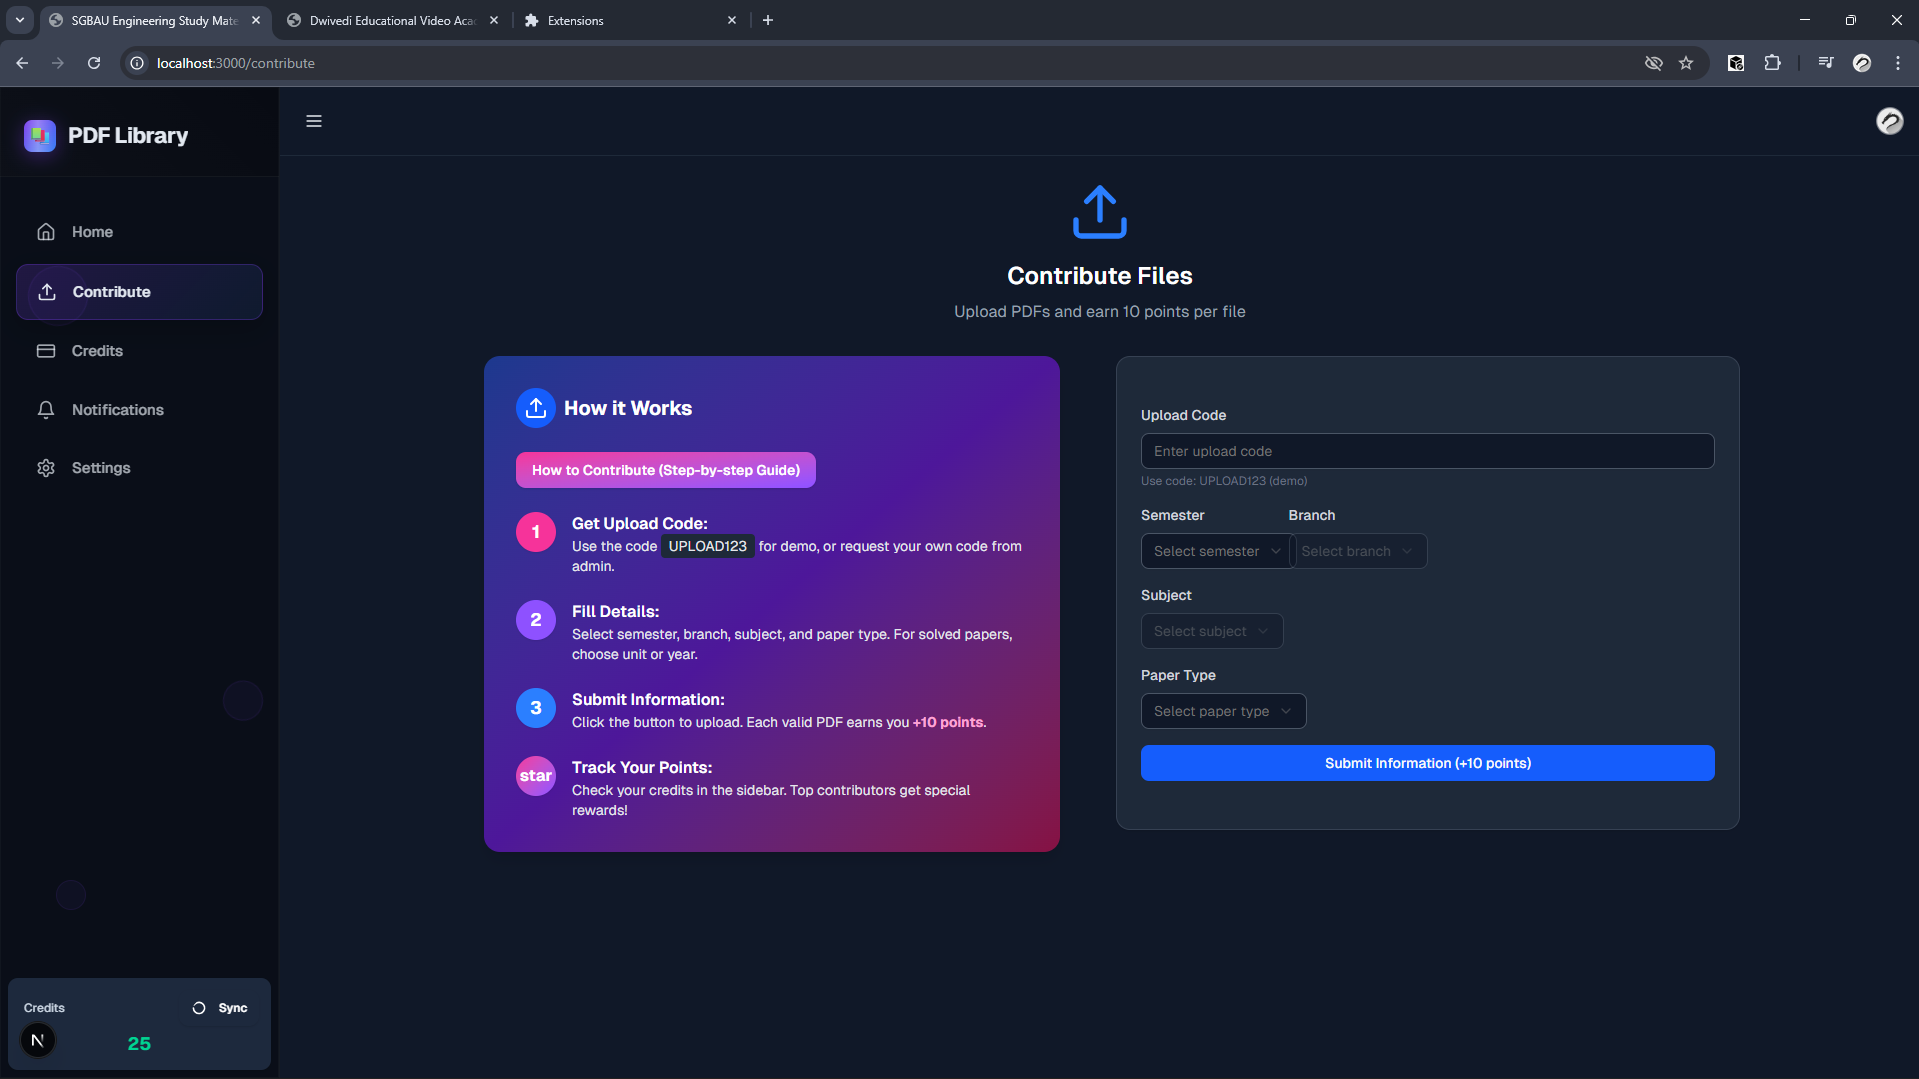 SGBAU Engineering Study Mate
Dwivedi Educational Video Aca
Extensions
localhost:3000/contribute
PDF Library
Home
Contribute
Credits
Notifications
Settings
Credits
Sync
N
25
Contribute Files
Upload PDFs and earn 10 points per file
How it Works
How to Contribute (Step-by-step Guide)
1
Get Upload Code:
Use the code UPLOAD123 for demo, or request your own code from
admin.
2
Fill Details:
Select semester, branch, subject, and paper type. For solved papers,
choose unit or year.
3
Submit Information:
Click the button to upload. Each valid PDF earns you +10 points.
star
Track Your Points:
Check your credits in the sidebar. Top contributors get special
rewards!
Upload Code
Enter upload code
Use code: UPLOAD123 (demo)
Semester Branch
Select semester Select branch
Subject
Select subject
Paper Type
Select paper type
Submit Information (+10 points)